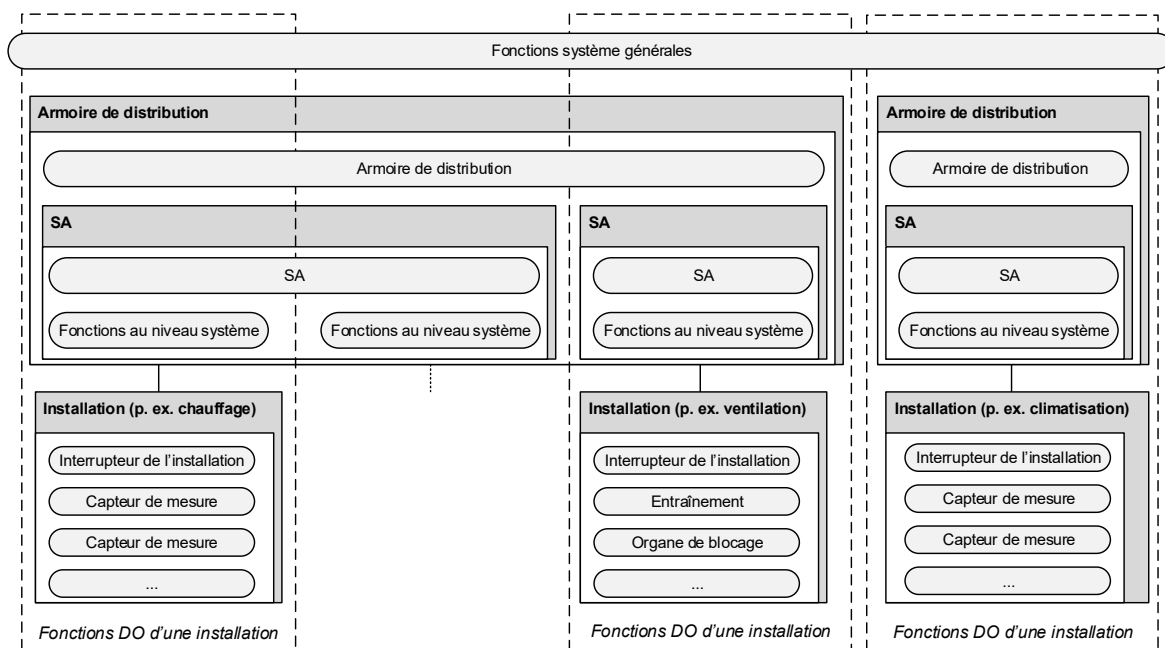 Fonctions système générales
Armoire de distribution
Armoire de distribution
Armoire de distribution
Armoire de distribution
SA
SA
SA
SA
SA
SA
Fonctions au niveau système
Fonctions au niveau système
Fonctions au niveau système
Fonctions au niveau système
Installation (p. ex. chauffage)
Installation (p. ex. ventilation)
Installation (p. ex. climatisation)
Interrupteur de l'installation
Interrupteur de l'installation
Interrupteur de l'installation
Capteur de mesure
Entraînement
Capteur de mesure
Capteur de mesure
Organe de blocage
Capteur de mesure
...
...
...
Fonctions DO d'une installation
Fonctions DO d'une installation
Fonctions DO d'une installation